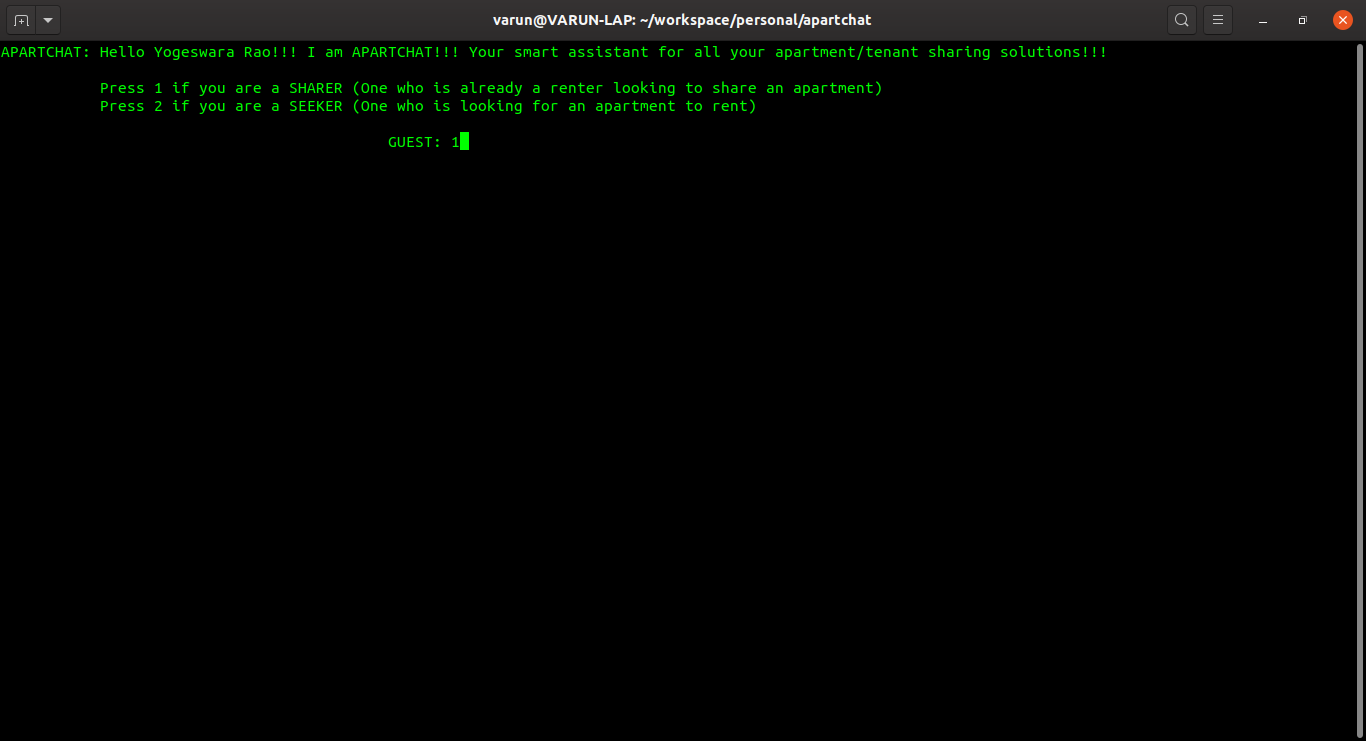 varun@VARUN-LAP: ~/workspace/personal/apartchat
APARTCHAT: Hello Yogeswara Rao!!! I am APARTCHAT!!! Your smart assistant for all your apartment/tenant sharing solutions!!!
Press 1 if you are a SHARER (One who is already a renter looking to share an apartment)
Press 2 if you are a SEEKER (One who is looking for an apartment to rent)
GUEST: 1